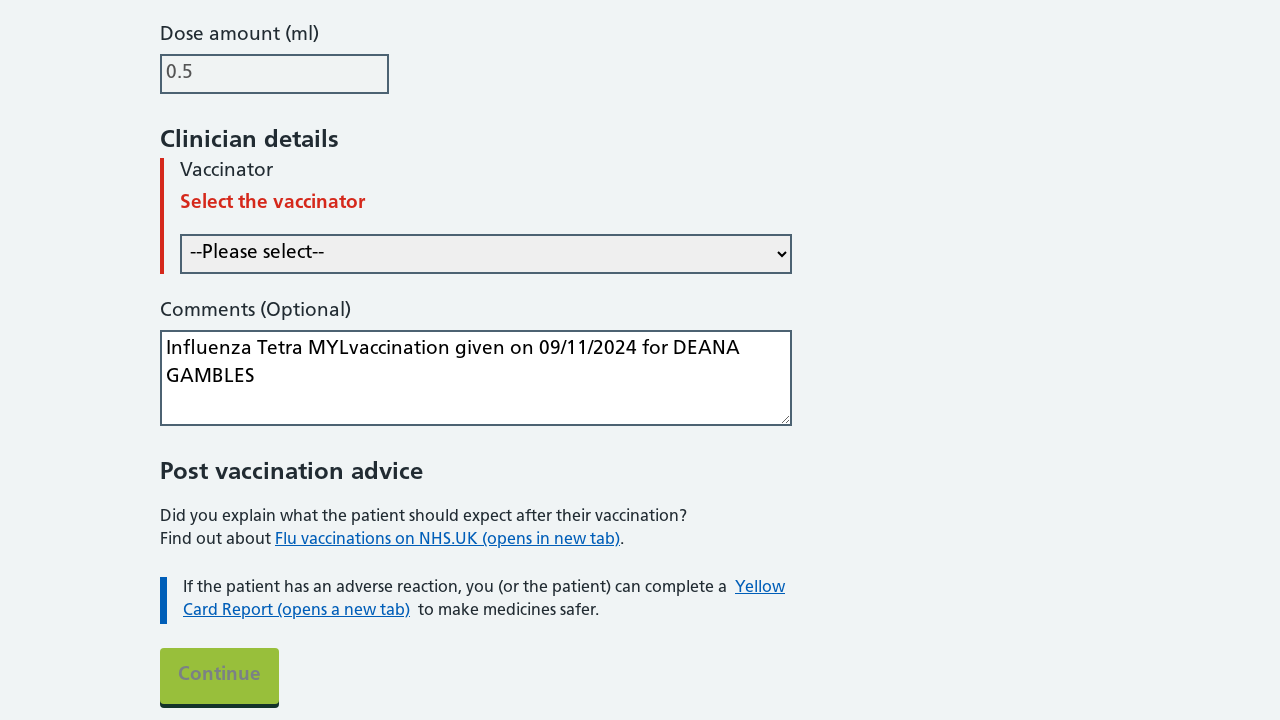 Dose amount (ml)
0.5
Clinician details
Vaccinator
Select the vaccinator
--Please select--
Comments (Optional)
Influenza Tetra MYLvaccination given on 09/11/2024 for DEANA
GAMBLES
Post vaccination advice
Did you explain what the patient should expect after their vaccination?
Find out about Flu vaccinations on NHS.UK (opens in new tab).
If the patient has an adverse reaction, you (or the patient) can complete a Yellow
Card Report (opens a new tab) to make medicines safer.
Continue